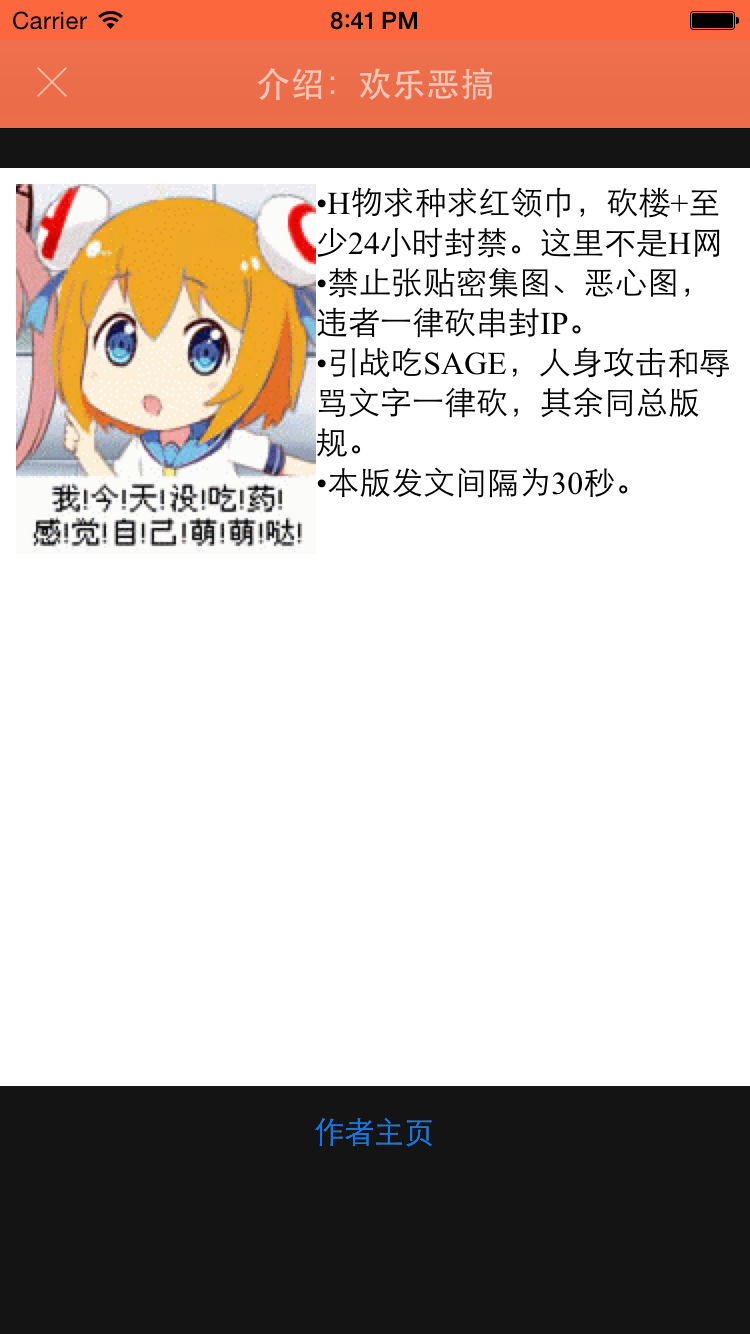 Carrier 8:41 PM
介绍：欢乐恶搞
•H物求种求红领巾，砍楼+至
少24小时封禁。这里不是H网
•禁止张贴密集图、恶心图，
违者一律砍串封IP。
•引战吃SAGE，人身攻击和辱
骂文字一律砍，其余同总版
规。
•本版发文间隔为30秒。
我!今!天!没!吃!药!
感!觉!自!己!萌!萌!哒!
作者主页